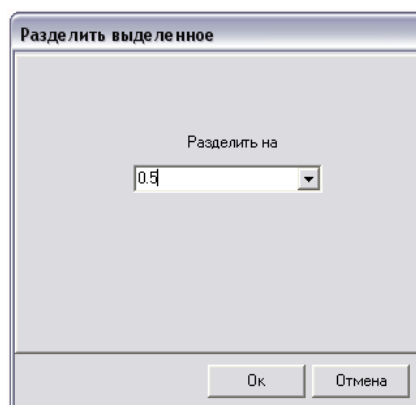 Разделить выделенное
Разделить на
0.5
Ок
Отмена